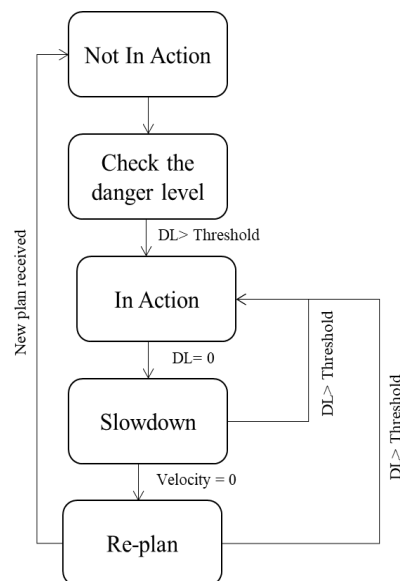 Not In Action
Check the
danger level
DL> Threshold
In Action
DL= 0
Slowdown
Velocity = 0
Re-plan
New plan received
DL> Threshold
DL> Threshold